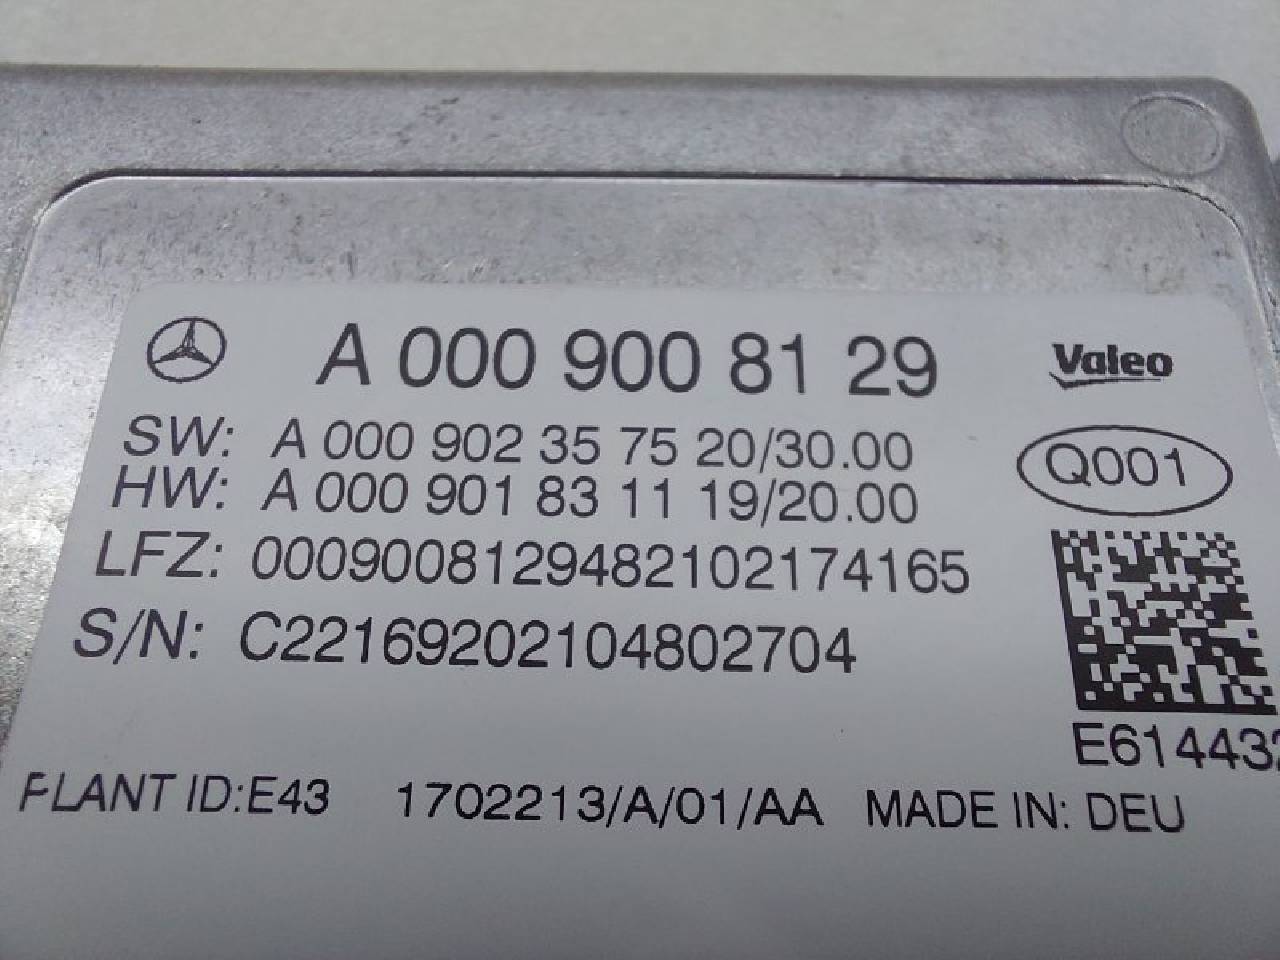 A 000 900 81 29
Valeo
SW: A 000 902 35 75 20/30.00
HW: A 000 901 83 11 19/20.00
Q001
LFZ: 0009008129482102174165
S/N: C22169202104802704
E614432
PLANT ID:E43 1702213/A/01/AA MADE IN: DEU